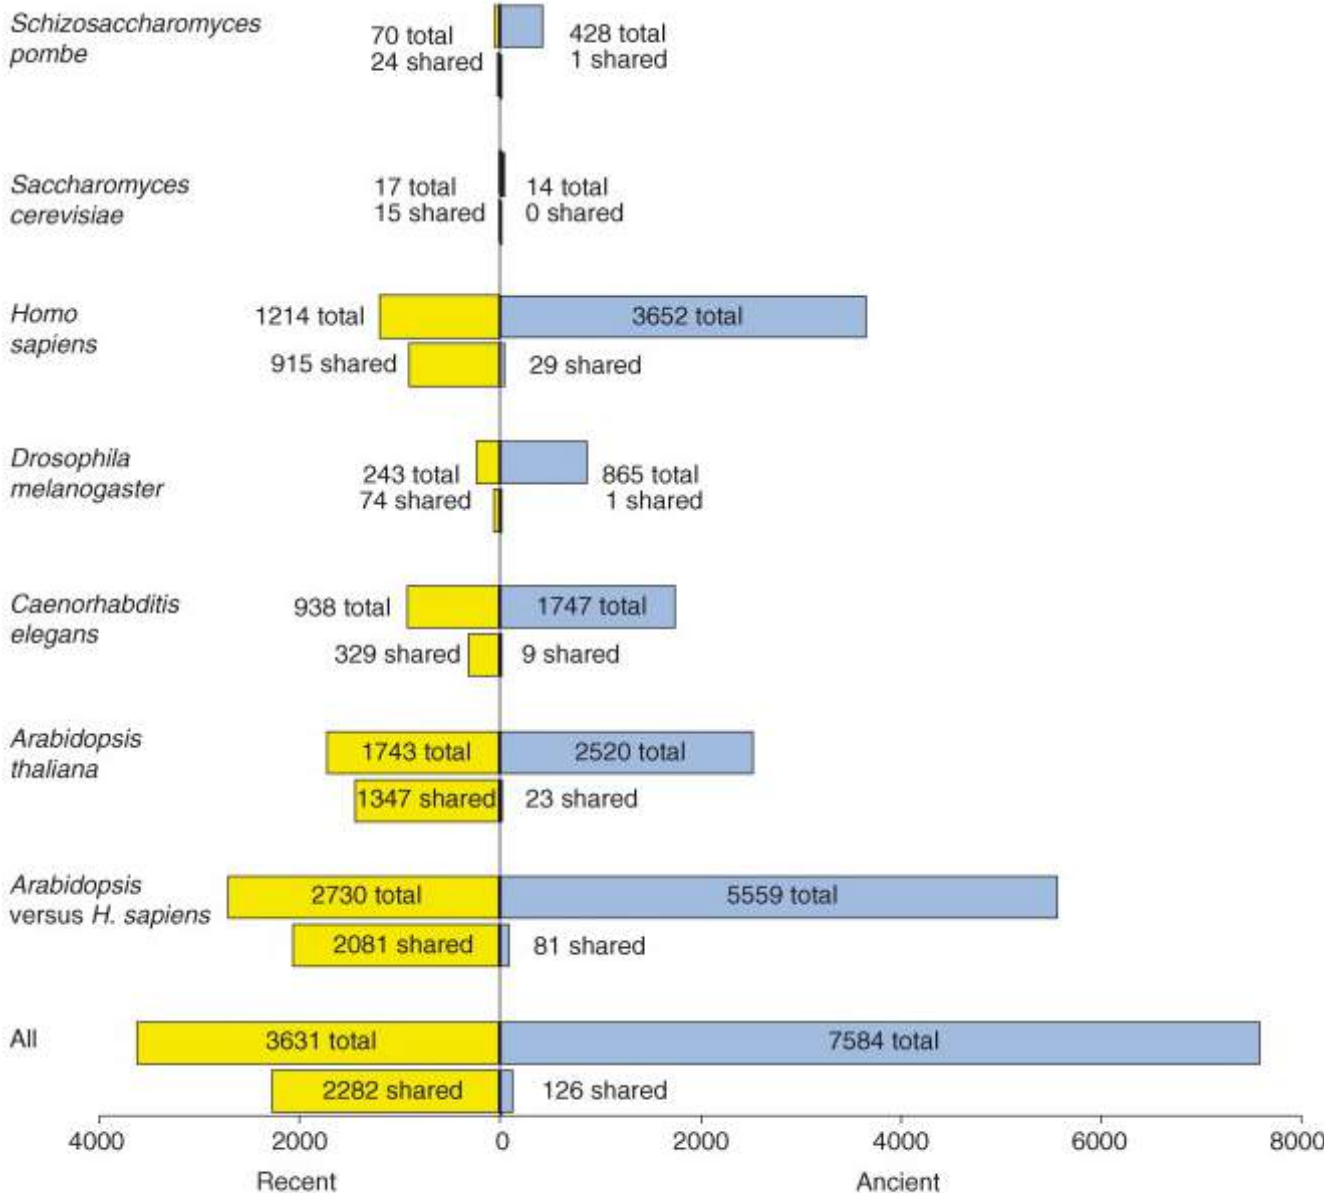 Schizosaccharomyces
pombe
70 total
24 shared
428 total
1 shared
Saccharomyces
cerevisiae
17 total
15 shared
14 total
0 shared
Homo
sapiens
1214 total
3652 total
915 shared
29 shared
Drosophila
melanogaster
243 total
74 shared
865 total
1 shared
Caenorhabditis
elegans
938 total
1747 total
329 shared
9 shared
Arabidopsis
thaliana
1743 total
2520 total
1347 shared
23 shared
Arabidopsis
versus H. sapiens
2730 total
5559 total
2081 shared
81 shared
All
3631 total
7584 total
2282 shared
126 shared
4000 2000 0 2000 4000 6000 8000
Recent Ancient